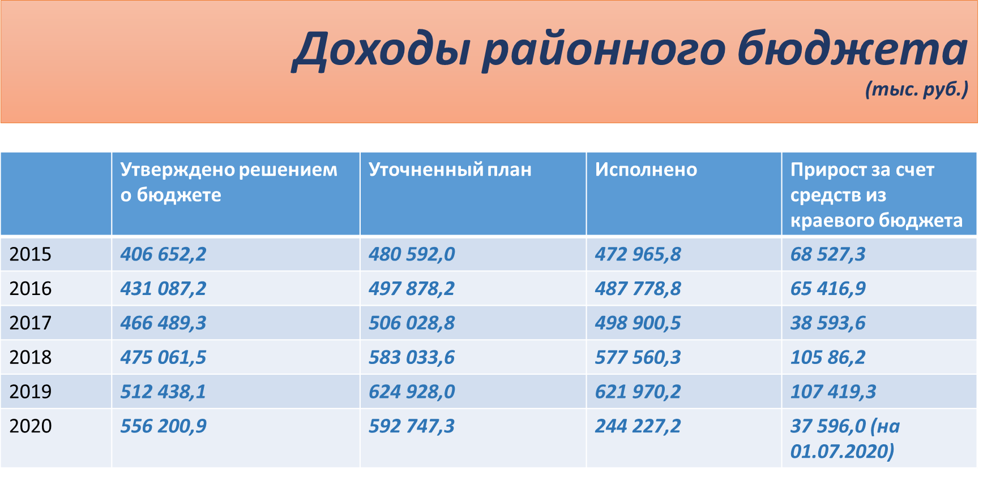 Доходы районного бюджета
(тыс. руб.)
Утверждено решением о бюджете
Уточненный план
Исполнено
Прирост за счет средств из краевого бюджета
2015 406 652,2 480 592,0 472 965,8 68 527,3
2016 431 087,2 497 878,2 487 778,8 65 416,9
2017 466 489,3 506 028,8 498 900,5 38 593,6
2018 475 061,5 583 033,6 577 560,3 105 86,2
2019 512 438,1 624 928,0 621 970,2 107 419,3
2020 556 200,9 592 747,3 244 227,2 37 596,0 (на
01.07.2020)